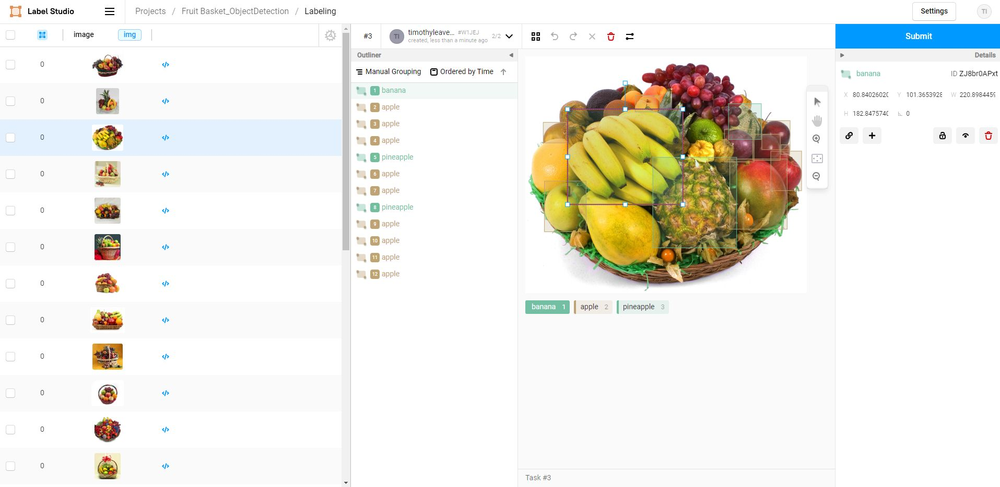 Label Studio
Projects / Fruit Basket_ObjectDetection / Labeling
Settings
TI
image
img
0
0
0
0
0
0
0
0
0
0
0
0
#3
TI
timothyleave... #W1JEJ
created, less than a minute ago
2/2
Submit
Outliner
Manual Grouping
Ordered by Time
1 banana
2 apple
3 apple
4 apple
5 pineapple
6 apple
7 apple
8 pineapple
9 apple
10 apple
11 apple
12 apple
banana 1
apple 2
pineapple 3
Task #3
Details
banana
ID ZJ8br0APxt
X 80.84026020
Y 101.3653928
W 220.8984459
H 182.8475740
0